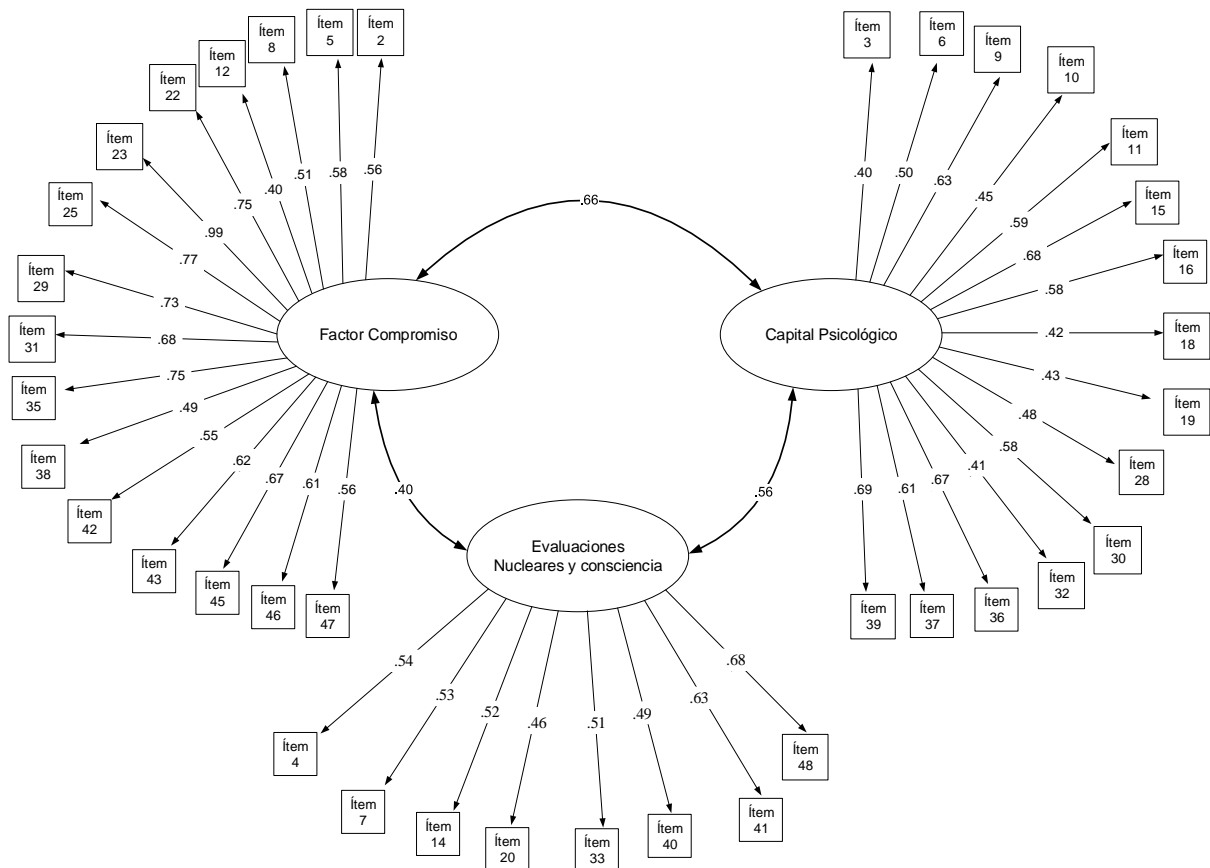 Ítem
2
Ítem
5
Ítem
8
Ítem
12
Ítem
22
Ítem
23
Ítem
25
Ítem
29
Ítem
31
Ítem
35
Ítem
38
Ítem
42
Ítem
43
Ítem
45
Ítem
46
Ítem
47
.56
.58
.51
.40
.75
.99
.77
.73
.68
.75
.49
.55
.62
.67
.61
.56
Factor Compromiso
.66
Capital Psicológico
Ítem
3
Ítem
6
Ítem
9
Ítem
10
Ítem
11
Ítem
15
Ítem
16
Ítem
18
Ítem
19
Ítem
28
Ítem
30
Ítem
32
Ítem
36
Ítem
37
Ítem
39
.40
.50
.63
.45
.59
.68
.58
.42
.43
.48
.58
.41
.67
.61
.69
.40
.56
Evaluaciones
Nucleares y consciencia
.54
.53
.52
.46
.51
.49
.63
.68
Ítem
4
Ítem
7
Ítem
14
Ítem
20
Ítem
33
Ítem
40
Ítem
41
Ítem
48